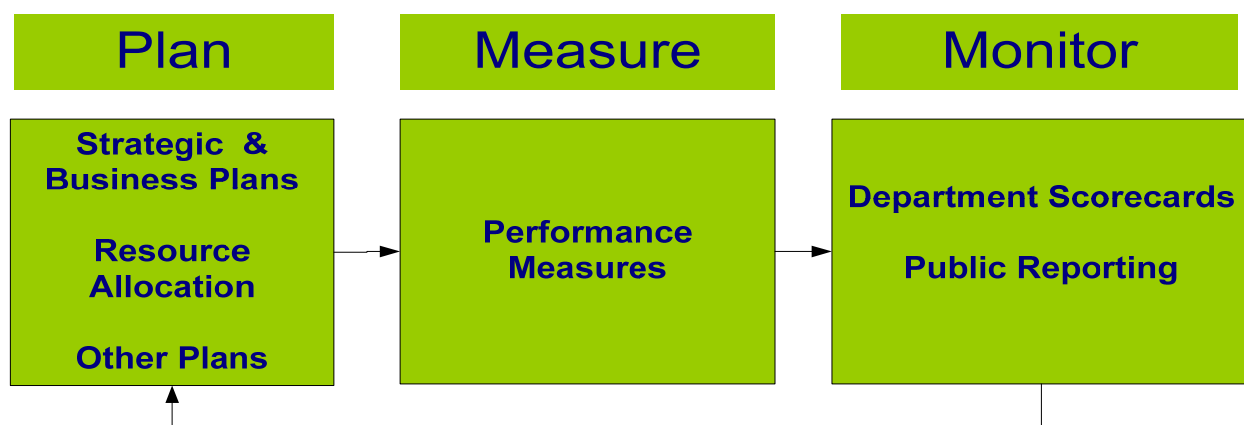 Plan
Measure
Monitor
Strategic &
Business Plans
Resource
Allocation
Other Plans
Performance
Measures
Department Scorecards
Public Reporting